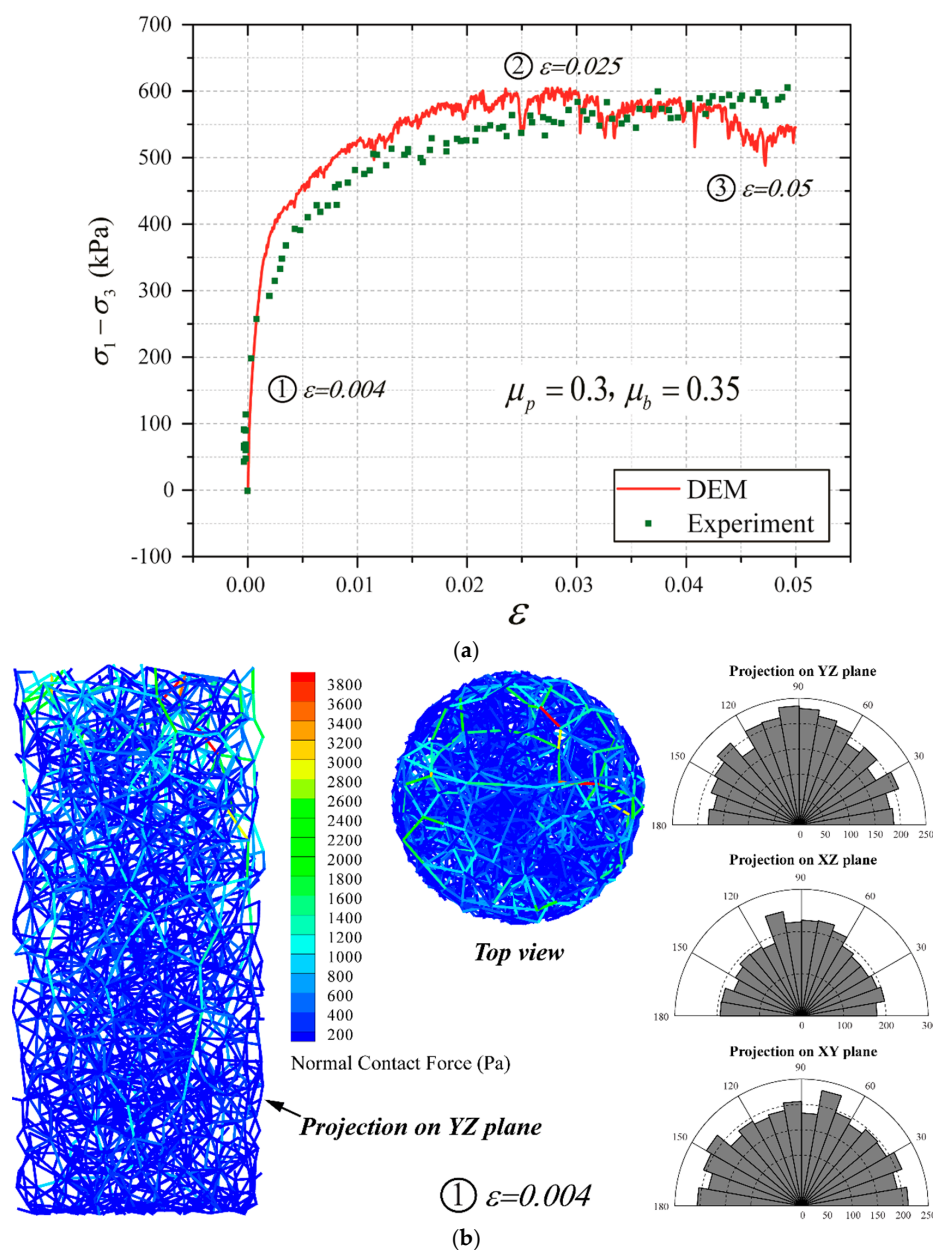 700
600
500
400
300
200
100
0
-100
σ₁ − σ₃ (kPa)
② ε=0.025
③ ε=0.05
① ε=0.004
μₚ = 0.3, μ_b = 0.35
DEM
Experiment
0.00 0.01 0.02 0.03 0.04 0.05
ε
(a)
3800
3600
3400
3200
3000
2800
2600
2400
2200
2000
1800
1600
1400
1200
1000
800
600
400
200
Normal Contact Force (Pa)
Projection on YZ plane
Top view
Projection on YZ plane
90
120 60
150 30
180 0 50 100 150 200 250
Projection on XZ plane
90
120 60
150 30
180 0 100 200 300
Projection on XY plane
90
120 60
150 30
180 0 50 100 150 200 250
① ε=0.004
(b)